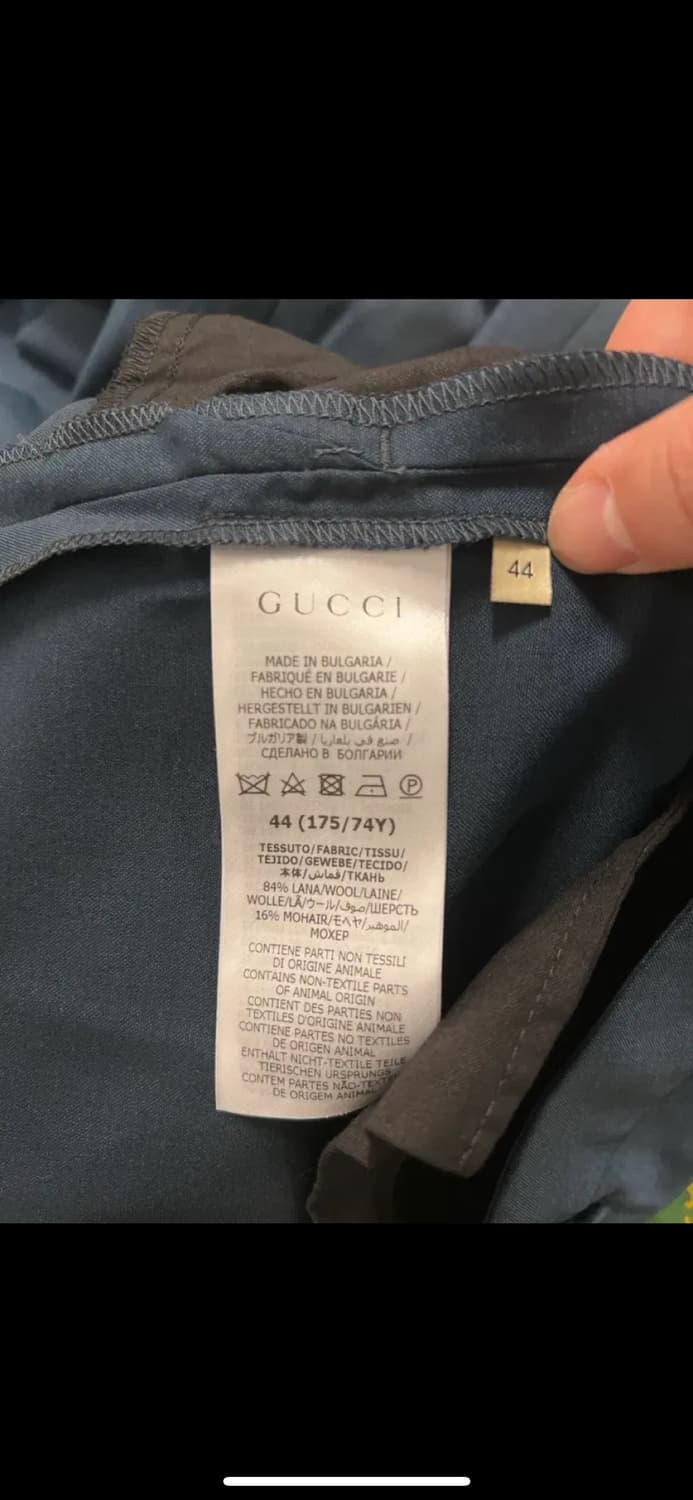 GUCCI
44
MADE IN BULGARIA /
FABRIQUÉ EN BULGARIE /
HECHO EN BULGARIA /
HERGESTELLT IN BULGARIEN /
FABRICADO NA BULGÁRIA /
ブルガリア製 / صنع في بلغاريا /
СДЕЛАНО В БОЛГАРИИ
P
44 (175/74Y)
TESSUTO/FABRIC/TISSU/
TEJIDO/GEWEBE/TECIDO/
本体/قماش/ТКАНЬ
84% LANA/WOOL/LAINE/
WOLLE/LÃ/ウール/صوف/ШЕРСТЬ
16% MOHAIR/モヘヤ/الموهير/
МОХЕР
CONTIENE PARTI NON TESSILI
DI ORIGINE ANIMALE
CONTAINS NON-TEXTILE PARTS
OF ANIMAL ORIGIN
CONTIENT DES PARTIES NON
TEXTILES D'ORIGINE ANIMALE
CONTIENE PARTES NO TEXTILES
DE ORIGEN ANIMAL
ENTHÄLT NICHT-TEXTILE TEILE
TIERISCHEN URSPRUNGS
CONTEM PARTES NÃO-TEXT
DE ORIGEM ANIMAL